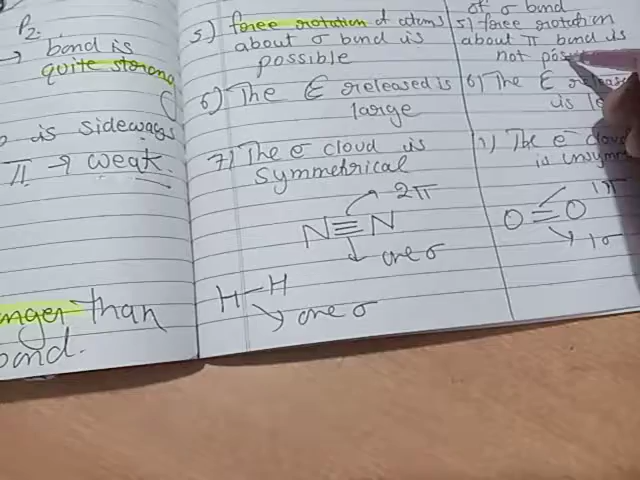 P2.
→ bond is
quite strong
is sideways
π → weak.
nger than
bond.
5.) free rotation of atoms
about σ bond is
possible
6) The E released is
large
7) The e⁻ cloud is
symmetrical
2π
N≡N
one σ
H-H
one σ
of σ bond
5) free rotation
about π bond is
not
6) The E
is
7) The e⁻ cloud
is
1π
O=O
1σ